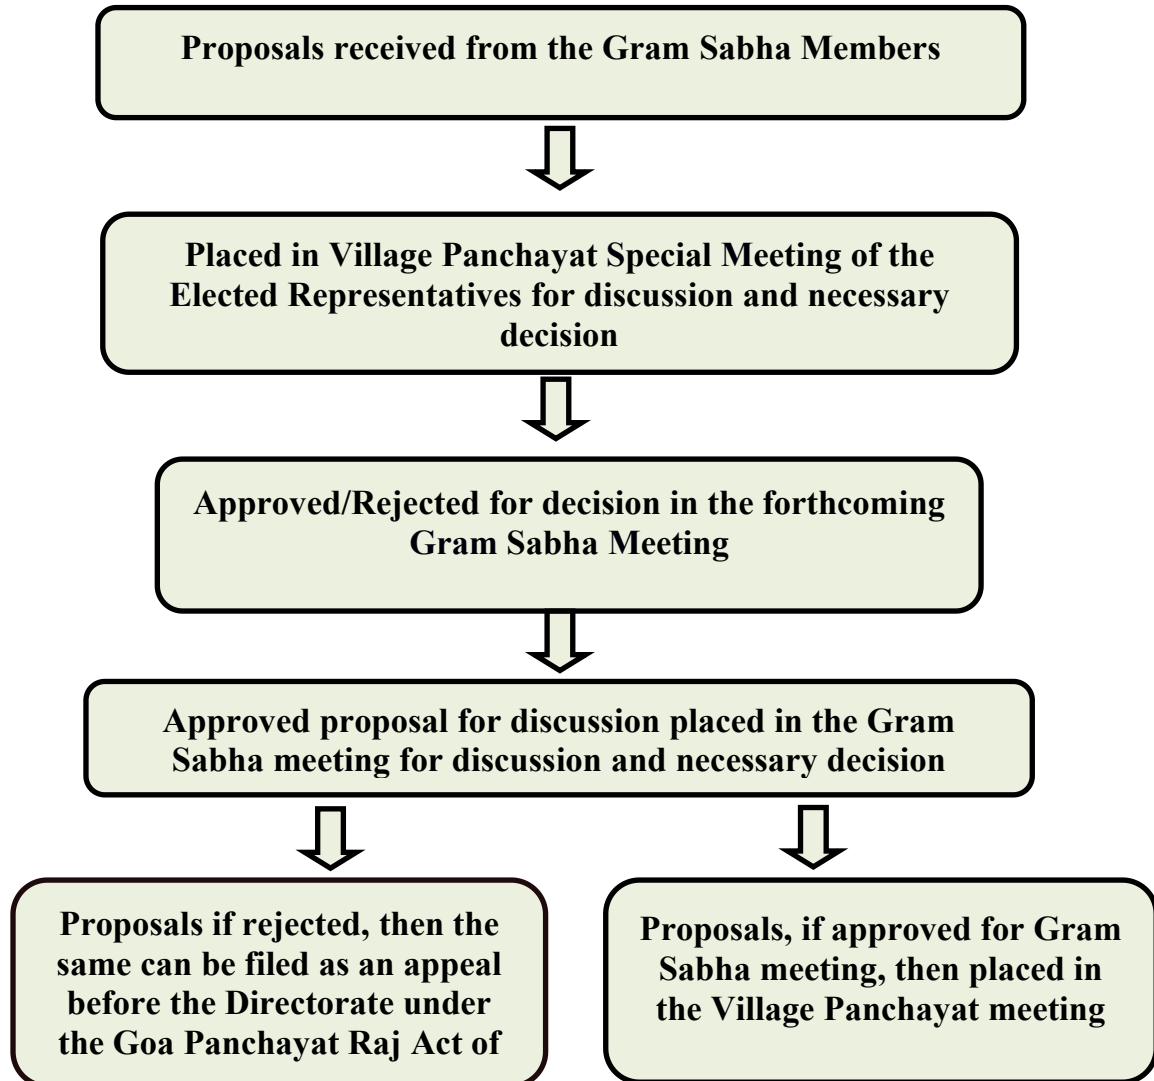 Proposals received from the Gram Sabha Members
Placed in Village Panchayat Special Meeting of the
Elected Representatives for discussion and necessary
decision
Approved/Rejected for decision in the forthcoming
Gram Sabha Meeting
Approved proposal for discussion placed in the Gram
Sabha meeting for discussion and necessary decision
Proposals if rejected, then the
same can be filed as an appeal
before the Directorate under
the Goa Panchayat Raj Act of
Proposals, if approved for Gram
Sabha meeting, then placed in
the Village Panchayat meeting